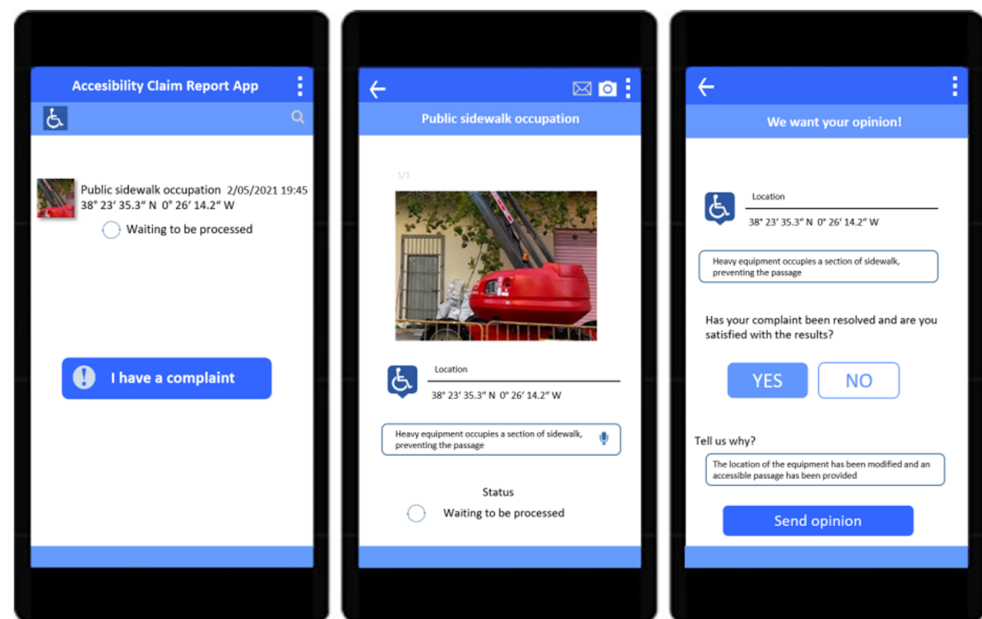 Accesibility Claim Report App
Public sidewalk occupation 2/05/2021 19:45
38° 23’ 35.3” N 0° 26’ 14.2” W
Waiting to be processed
I have a complaint
Public sidewalk occupation
1/1
Location
38° 23’ 35.3” N 0° 26’ 14.2” W
Heavy equipment occupies a section of sidewalk,
preventing the passage
Status
Waiting to be processed
We want your opinion!
Location
38° 23’ 35.3” N 0° 26’ 14.2” W
Heavy equipment occupies a section of sidewalk,
preventing the passage
Has your complaint been resolved and are you
satisfied with the results?
YES
NO
Tell us why?
The location of the equipment has been modified and an
accessible passage has been provided
Send opinion